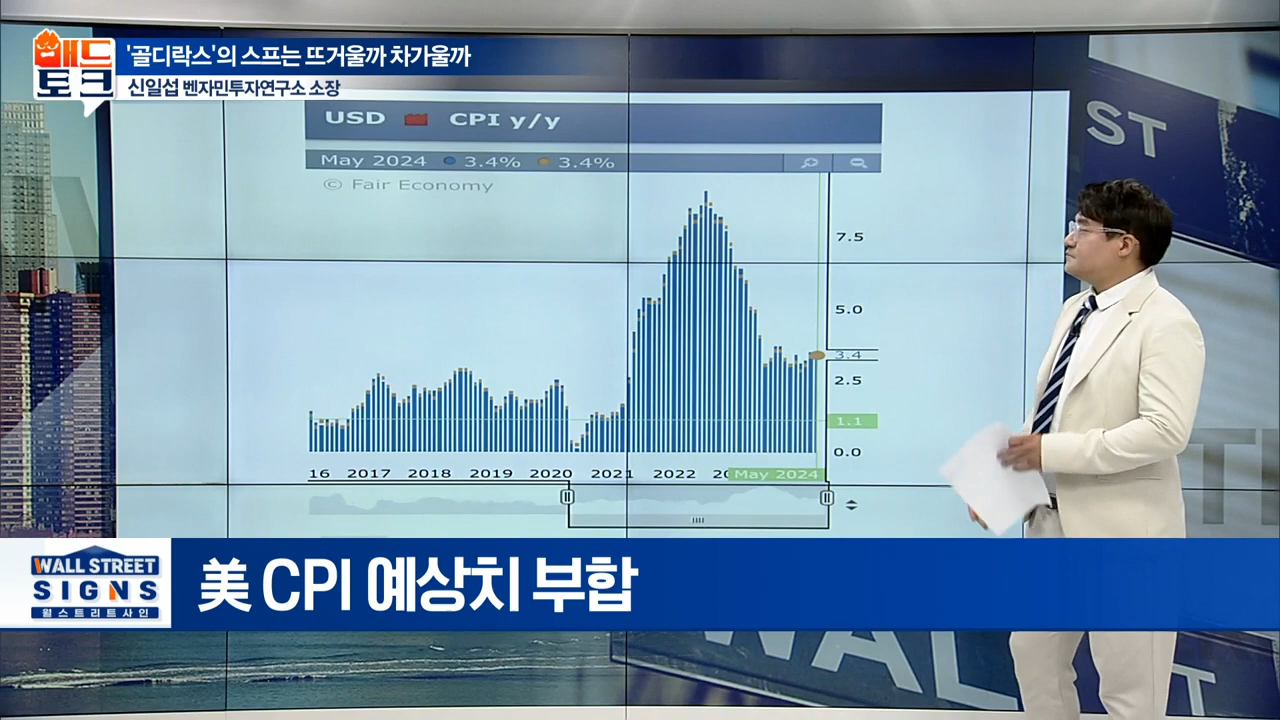 매드
토크
'골디락스'의 스프는 뜨거울까 차가울까
신일섭 벤자민투자연구소 소장
USD CPI y/y
May 2024 3.4% 3.4%
© Fair Economy
7.5
5.0
3.4
2.5
1.1
0.0
16 2017 2018 2019 2020 2021 2022 20 May 2024
ST
WALL STREET
SIGNS
월스트리트사인
美 CPI 예상치 부합
WALL
ST